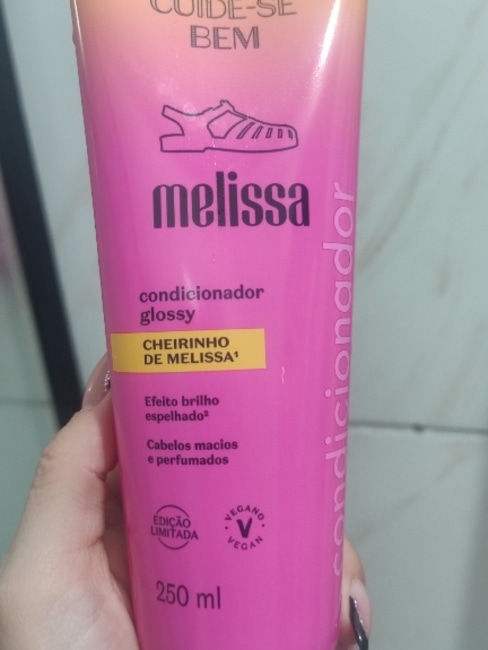 CUIDE-SE
BEM
melissa
condicionador
glossy
CHEIRINHO
DE MELISSA¹
Efeito brilho
espelhado²
Cabelos macios
e perfumados
EDIÇÃO
LIMITADA
VEGANO
V
VEGAN
250 ml
condicionador